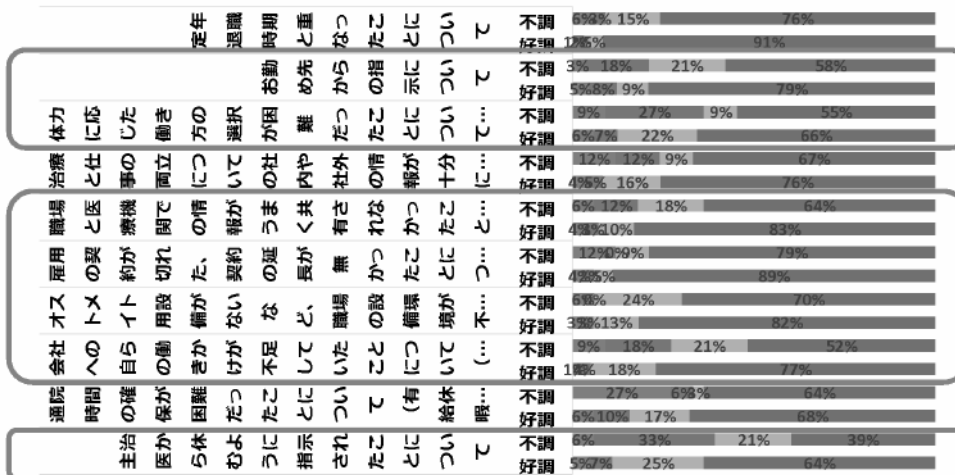 定年退職時期と重なったことについて
不調 6% 3% 15% 76%
好調 91%
お勤め先からの指示について
不調 3% 18% 21% 58%
好調 5% 8% 9% 79%
体力に応じた働き方の選択が困難だったことについて…
不調 9% 27% 9% 55%
好調 6% 7% 22% 66%
治療と仕事の両立についての社内や社外の情報が十分に…
不調 12% 12% 9% 67%
好調 4% 5% 16% 76%
職場と医療機関での情報がうまく共有されなかったこと…
不調 6% 12% 18% 64%
好調 4% 3% 10% 83%
雇用の契約が切れた、契約の延長が無かったことにつ…
不調 12% 0% 9% 79%
好調 89%
オストメイト用設備がないなど、職場の設備環境が不…
不調 6% 0% 24% 70%
好調 3% 13% 82%
会社への自らの働きかけが不足していたことについて(…
不調 9% 18% 21% 52%
好調 18% 77%
通院時間の確保が困難だったことについて(有給休暇…
不調 27% 6% 3% 64%
好調 6% 10% 17% 68%
主治医から休むように指示されたことについて
不調 6% 33% 21% 39%
好調 5% 7% 25% 64%